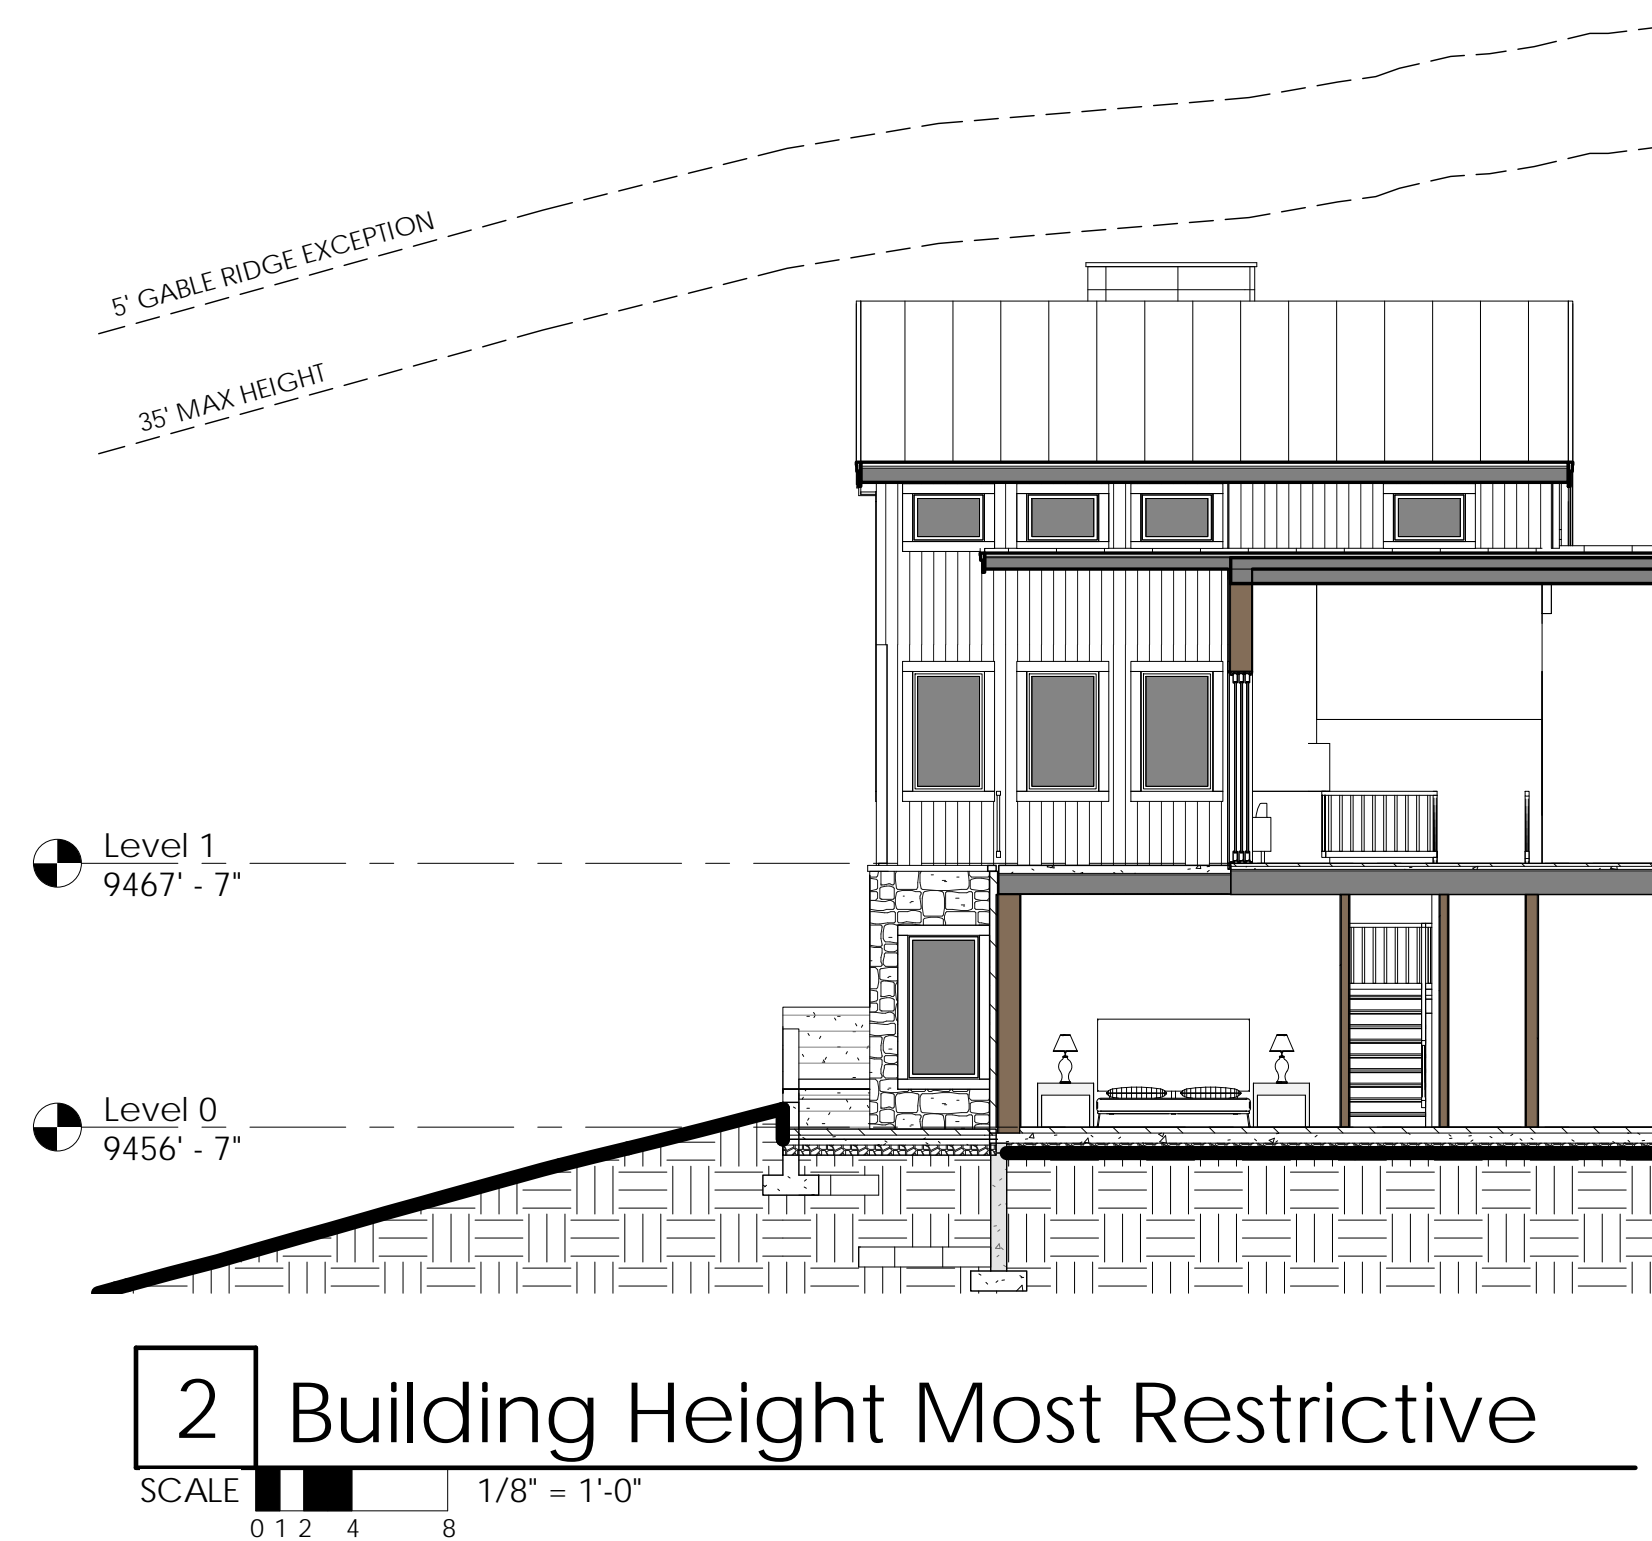 5' GABLE RIDGE EXCEPTION
35' MAX HEIGHT
Level 1
9467' - 7"
Level 0
9456' - 7"
2 Building Height Most Restrictive
SCALE 1/8" = 1'-0"
0 1 2 4 8